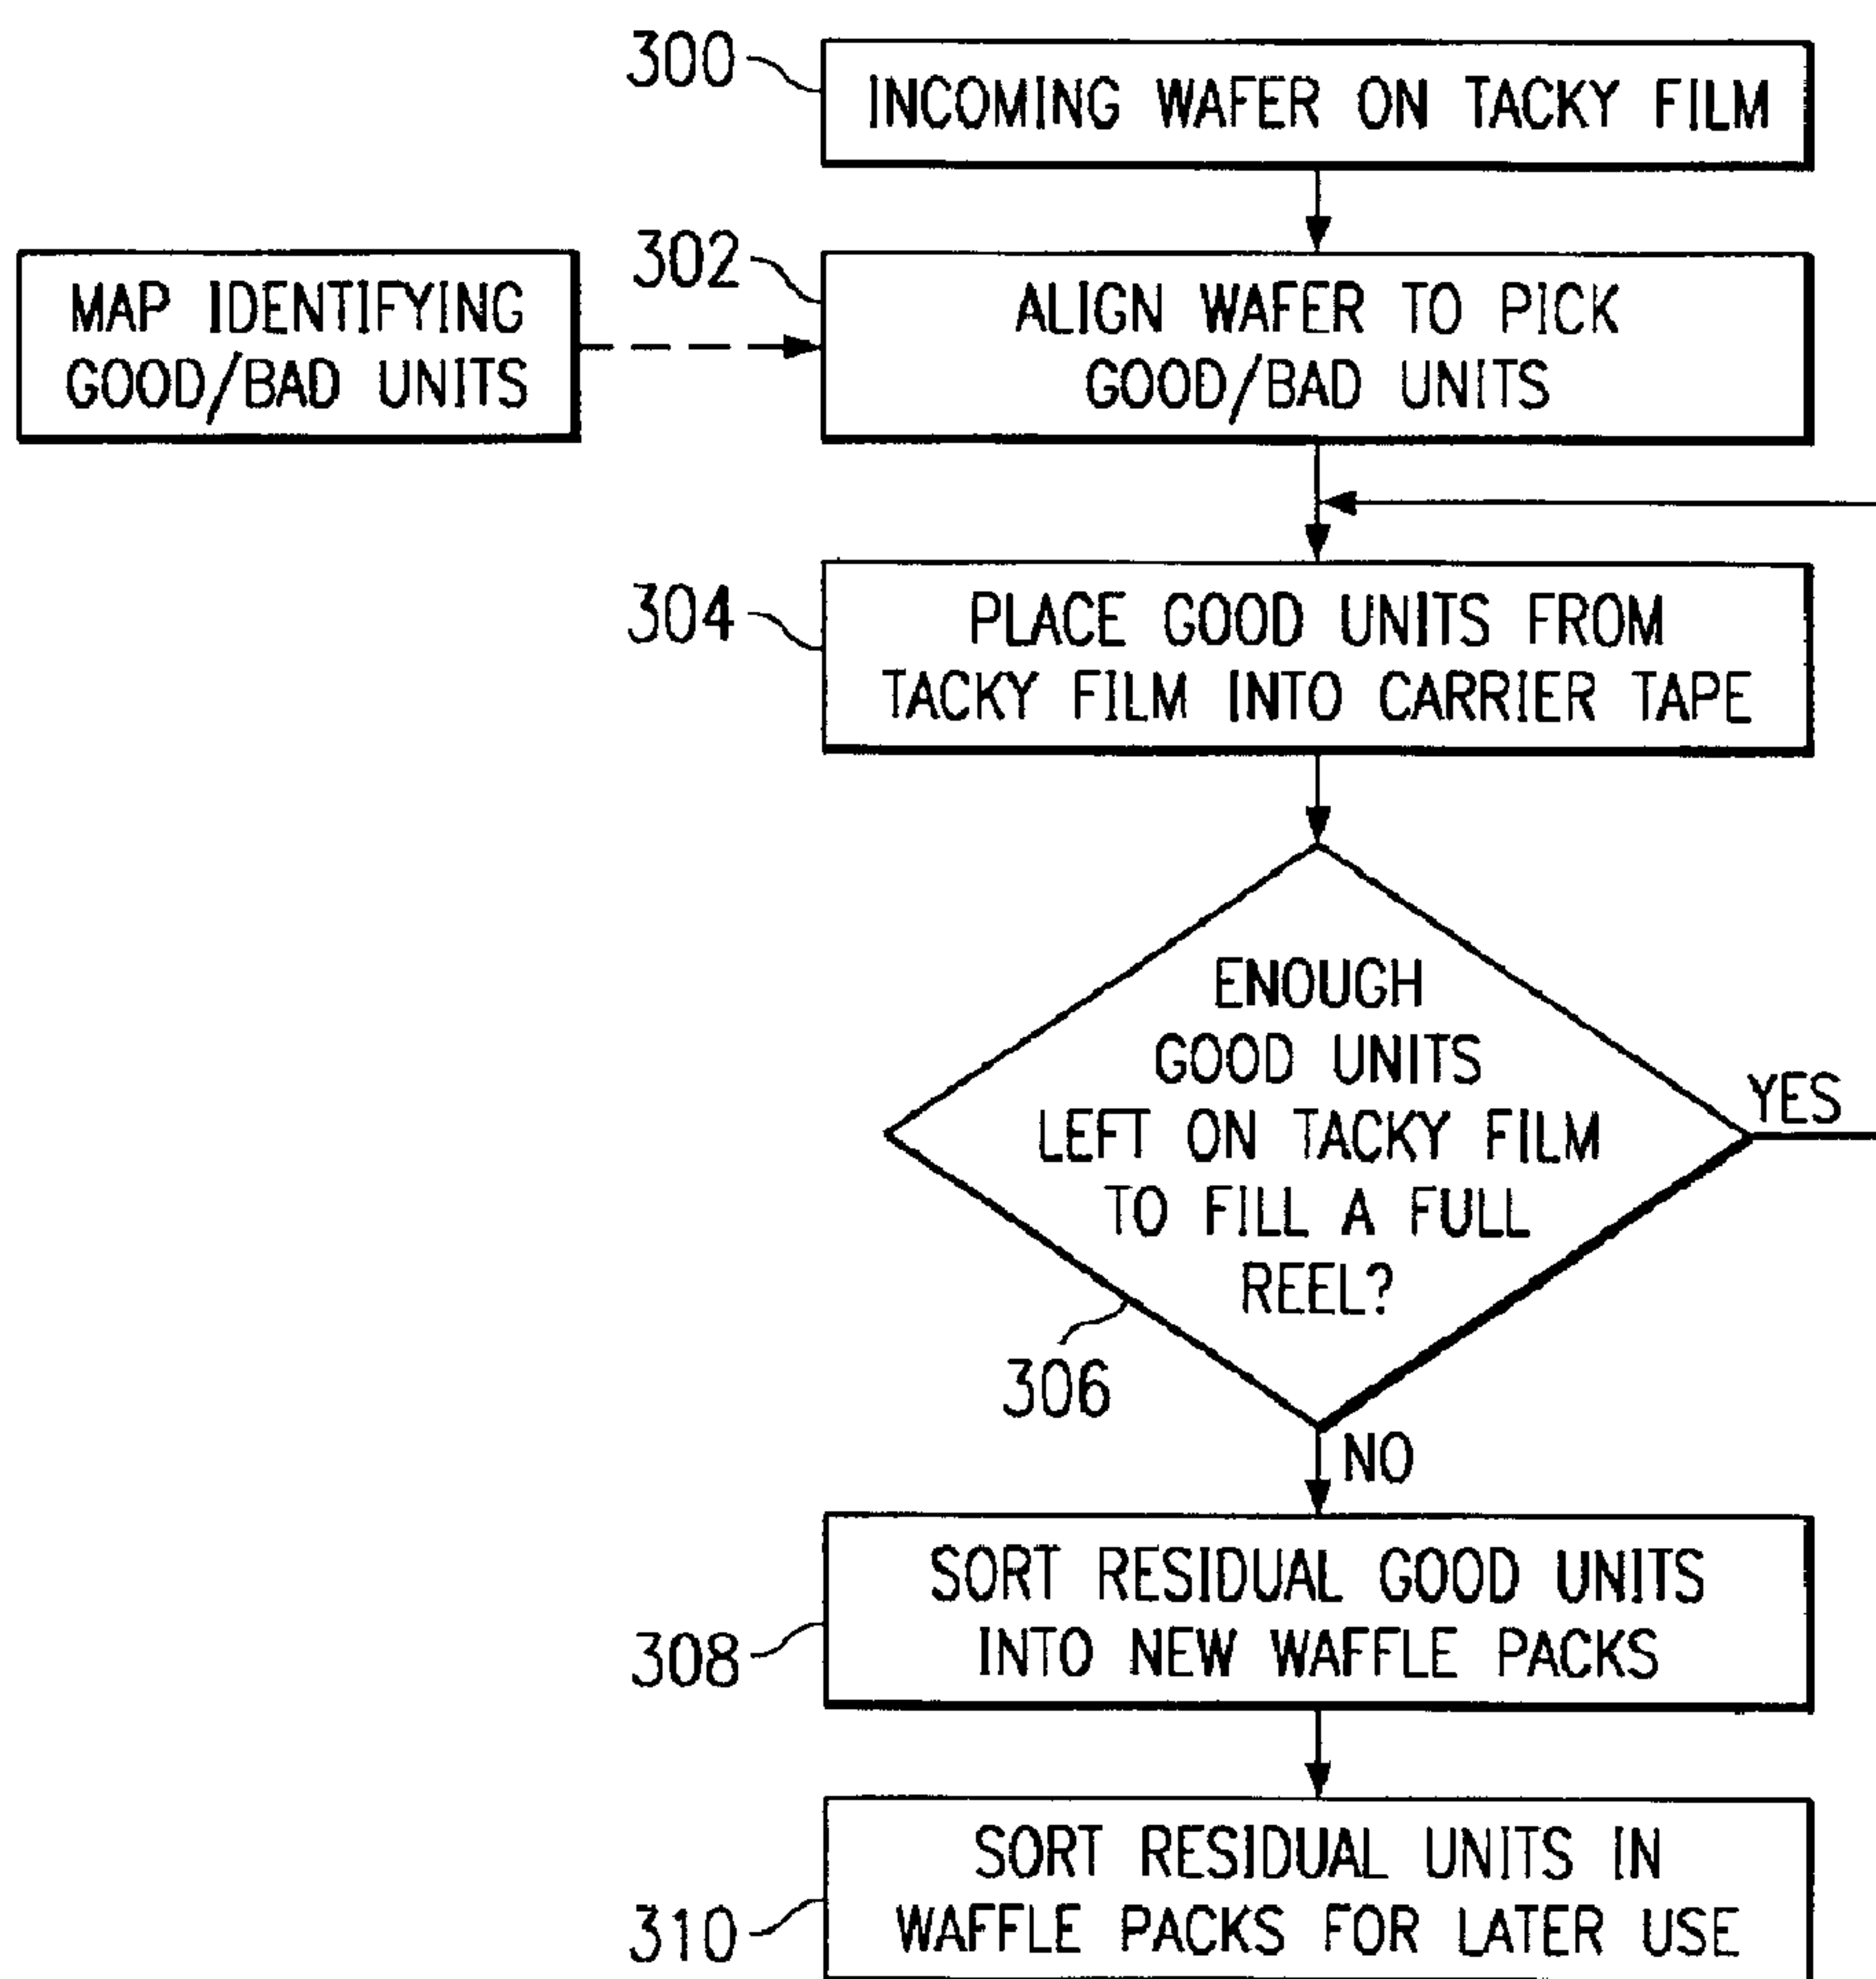 300
INCOMING WAFER ON TACKY FILM
MAP IDENTIFYING
GOOD/BAD UNITS
302
ALIGN WAFER TO PICK
GOOD/BAD UNITS
304
PLACE GOOD UNITS FROM
TACKY FILM INTO CARRIER TAPE
ENOUGH
GOOD UNITS
LEFT ON TACKY FILM
TO FILL A FULL
REEL?
YES
306
NO
308
SORT RESIDUAL GOOD UNITS
INTO NEW WAFFLE PACKS
310
SORT RESIDUAL UNITS IN
WAFFLE PACKS FOR LATER USE